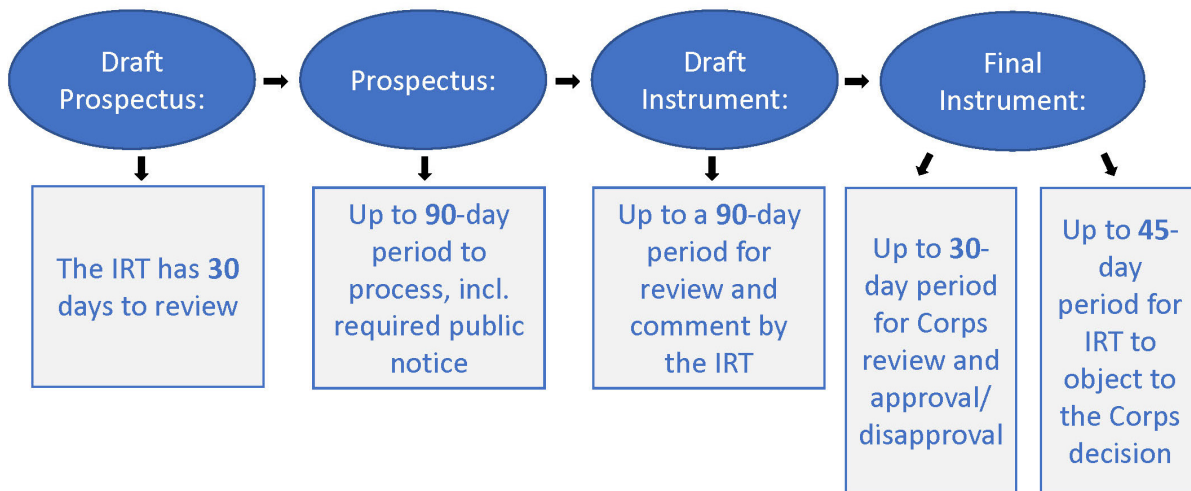 Draft
Prospectus:
Prospectus:
Draft
Instrument:
Final
Instrument:
The IRT has 30
days to review
Up to 90-day
period to
process, incl.
required public
notice
Up to a 90-day
period for
review and
comment by
the IRT
Up to 30-
day period
for Corps
review and
approval/
disapproval
Up to 45-
day
period for
IRT to
object to
the Corps
decision